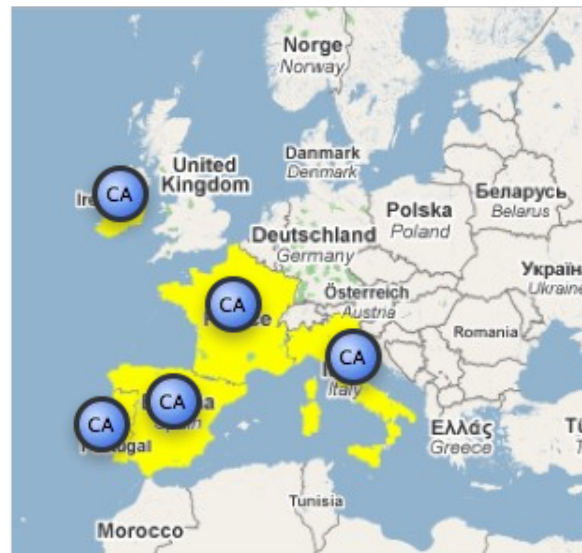 Norge
Norway
Danmark
Denmark
United
Kingdom
CA
Беларусь
Belarus
Polska
Poland
Deutschland
Germany
Україн
Ukraine
Österreich
Austria
CA
Romania
CA
Italy
CA
CA
Ελλάς
Greece
Tunisia
Morocco